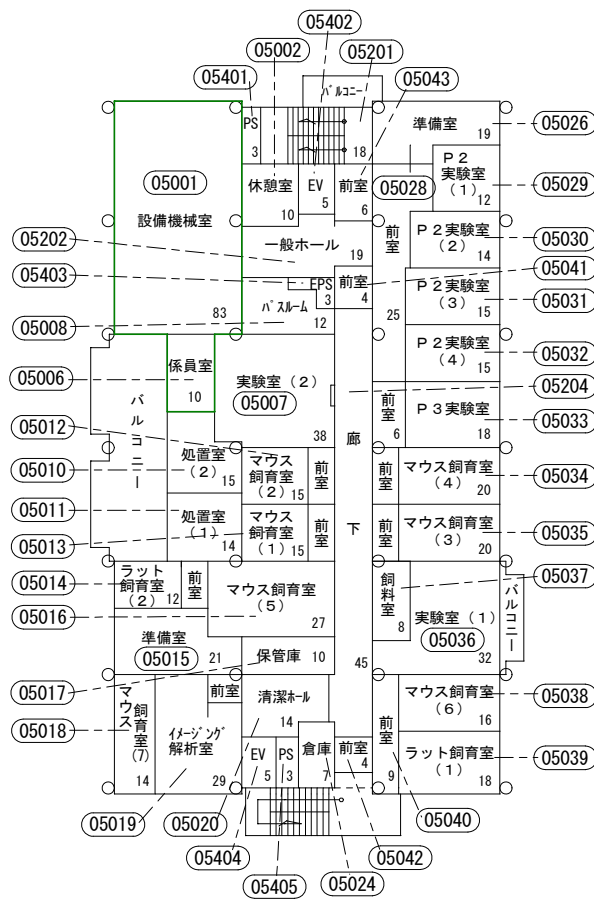 05402
05002
05201
05401
05043
バルコニー
PS
3
18
準備室
19
05026
05001
設備機械室
83
休憩室
10
EV
5
前室
6
05028
P2
実験室
(1)
12
05029
05202
一般ホール
19
前室
25
P2実験室
(2)
14
05030
05403
EPS
3
前室
4
05041
P2実験室
(3)
15
05031
05008
バスルーム
12
P2実験室
(4)
15
05032
係員室
10
05006
実験室(2)
05007
38
05204
前室
6
P3実験室
18
05033
05012
バルコニー
廊下
45
処置室
(2)
15
05010
マウス
飼育室
(2)
15
前室
前室
マウス飼育室
(4)
20
05034
05011
処置室
(1)
14
05013
マウス
飼育室
(1)
15
前室
前室
マウス飼育室
(3)
20
05035
05014
ラット
飼育室
(2)
12
前室
マウス飼育室
(5)
27
05016
飼料室
8
05037
実験室(1)
05036
32
バルコニー
準備室
05015
21
保管庫
10
05017
マウス
飼育室
(7)
14
05018
前室
清潔ホール
14
前室
9
マウス飼育室
(6)
16
05038
イメージング
解析室
29
EV
5
PS
3
倉庫
7
前室
4
ラット飼育室
(1)
18
05039
05019
05020
05040
05404
05042
05405
05024